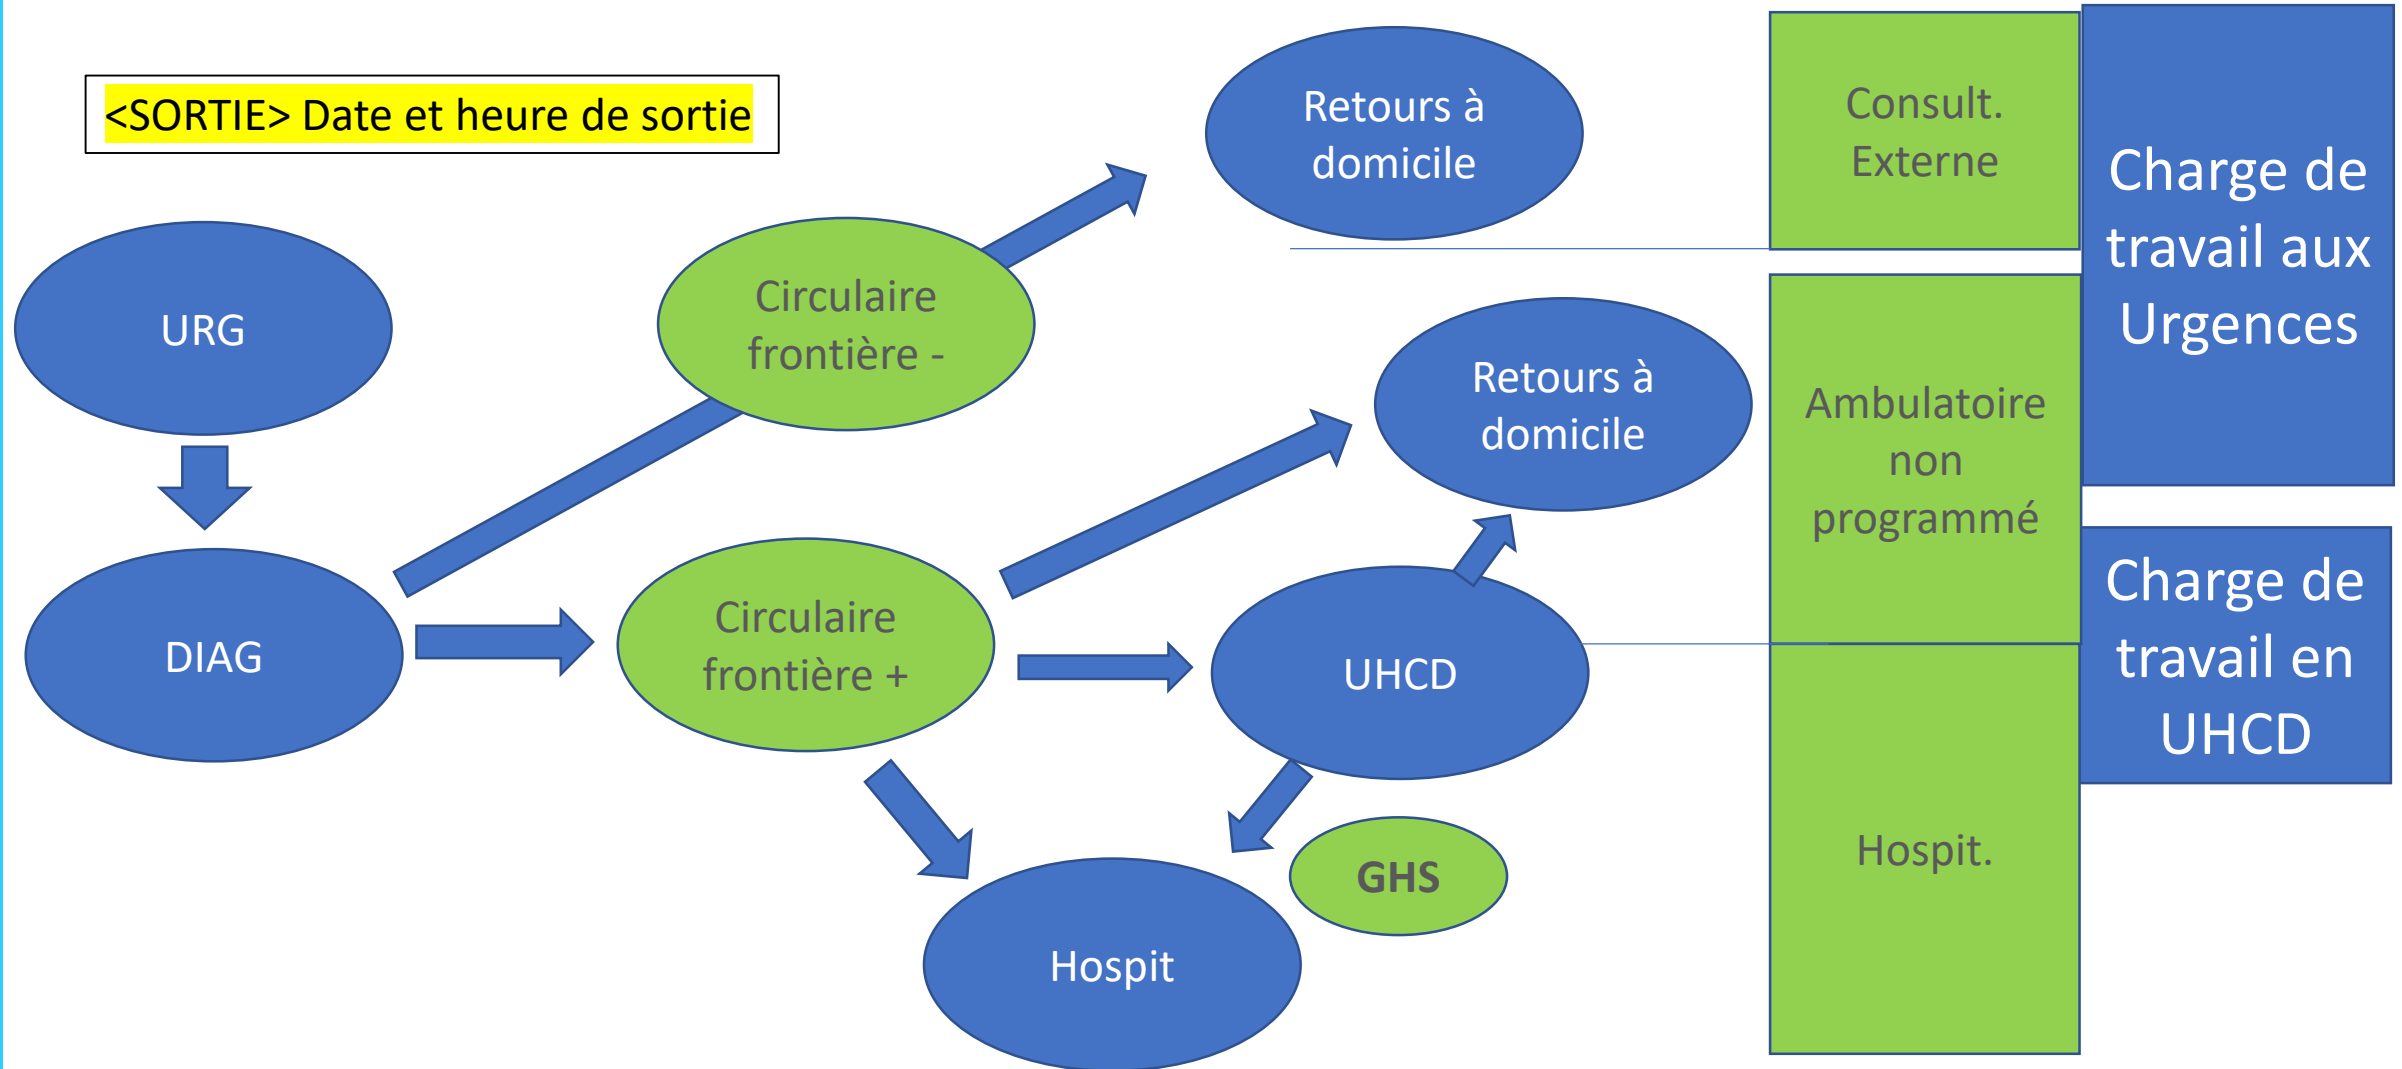 <SORTIE> Date et heure de sortie
URG
DIAG
Circulaire
frontière -
Circulaire
frontière +
Retours à
domicile
Retours à
domicile
UHCD
GHS
Hospit
Consult.
Externe
Ambulatoire
non
programmé
Hospit.
Charge de
travail aux
Urgences
Charge de
travail en
UHCD